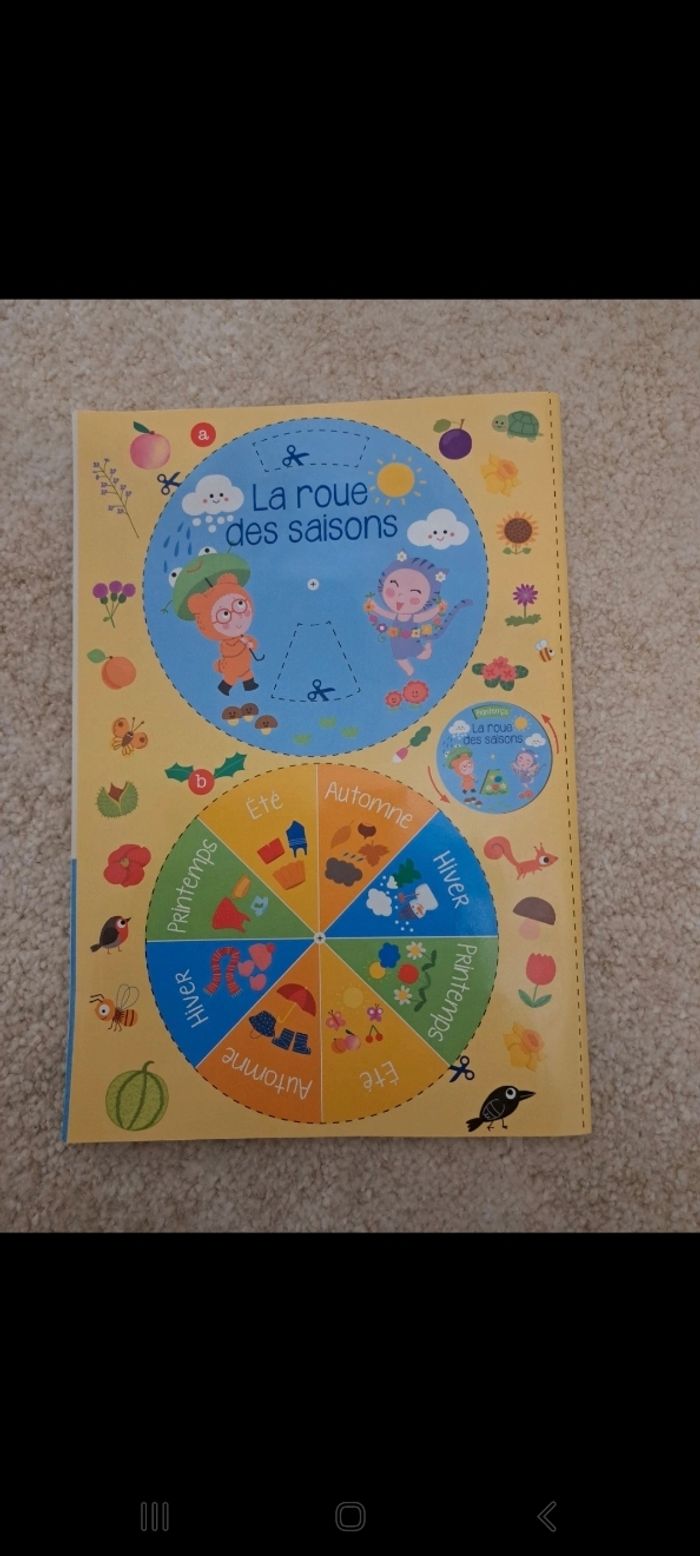 a
La roue
des saisons
Printemps
La roue
des saisons
b
Été
Automne
Hiver
Printemps
Été
Automne
Hiver
Printemps